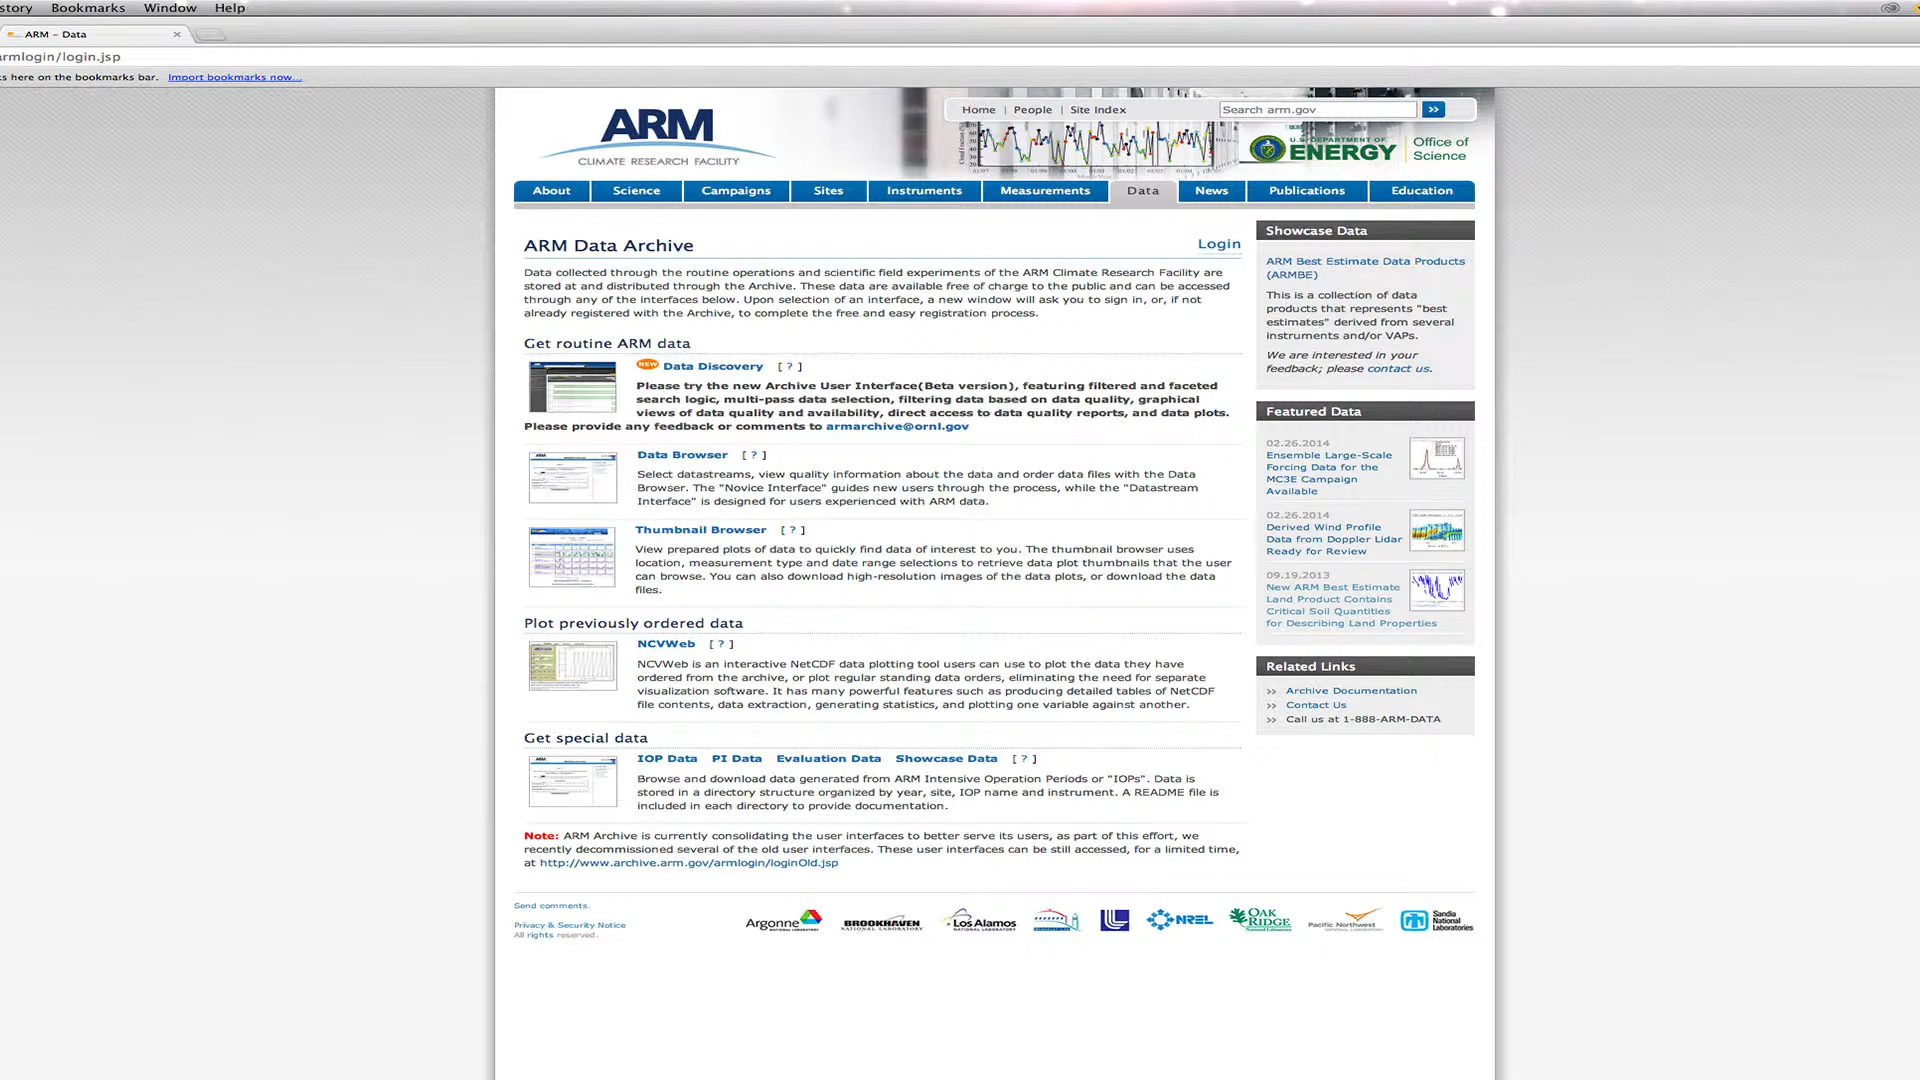 story Bookmarks Window Help
ARM – Data
armlogin/login.jsp
ks here on the bookmarks bar. Import bookmarks now...
ARM
CLIMATE RESEARCH FACILITY
Home | People | Site Index
Search arm.gov
U.S. DEPARTMENT OF
ENERGY
Office of
Science
About Science Campaigns Sites Instruments Measurements Data News Publications Education
ARM Data Archive
Login
Data collected through the routine operations and scientific field experiments of the ARM Climate Research Facility are
stored at and distributed through the Archive. These data are available free of charge to the public and can be accessed
through any of the interfaces below. Upon selection of an interface, a new window will ask you to sign in, or, if not
already registered with the Archive, to complete the free and easy registration process.
Get routine ARM data
NEW Data Discovery [ ? ]
Please try the new Archive User Interface(Beta version), featuring filtered and faceted
search logic, multi-pass data selection, filtering data based on data quality, graphical
views of data quality and availability, direct access to data quality reports, and data plots.
Please provide any feedback or comments to armarchive@ornl.gov
Data Browser [ ? ]
Select datastreams, view quality information about the data and order data files with the Data
Browser. The "Novice Interface" guides new users through the process, while the "Datastream
Interface" is designed for users experienced with ARM data.
Thumbnail Browser [ ? ]
View prepared plots of data to quickly find data of interest to you. The thumbnail browser uses
location, measurement type and date range selections to retrieve data plot thumbnails that the user
can browse. You can also download high-resolution images of the data plots, or download the data
files.
Plot previously ordered data
NCVWeb [ ? ]
NCVWeb is an interactive NetCDF data plotting tool users can use to plot the data they have
ordered from the archive, or plot regular standing data orders, eliminating the need for separate
visualization software. It has many powerful features such as producing detailed tables of NetCDF
file contents, data extraction, generating statistics, and plotting one variable against another.
Get special data
IOP Data PI Data Evaluation Data Showcase Data [ ? ]
Browse and download data generated from ARM Intensive Operation Periods or "IOPs". Data is
stored in a directory structure organized by year, site, IOP name and instrument. A README file is
included in each directory to provide documentation.
Note: ARM Archive is currently consolidating the user interfaces to better serve its users, as part of this effort, we
recently decommissioned several of the old user interfaces. These user interfaces can be still accessed, for a limited time,
at http://www.archive.arm.gov/armlogin/loginOld.jsp
Showcase Data
ARM Best Estimate Data Products
(ARMBE)
This is a collection of data
products that represents "best
estimates" derived from several
instruments and/or VAPs.
We are interested in your
feedback; please contact us.
Featured Data
02.26.2014
Ensemble Large-Scale
Forcing Data for the
MC3E Campaign
Available
02.26.2014
Derived Wind Profile
Data from Doppler Lidar
Ready for Review
09.19.2013
New ARM Best Estimate
Land Product Contains
Critical Soil Quantities
for Describing Land Properties
Related Links
Archive Documentation
Contact Us
Call us at 1-888-ARM-DATA
Send comments.
Privacy & Security Notice
All rights reserved.
Argonne
NATIONAL LABORATORY
BROOKHAVEN
NATIONAL LABORATORY
Los Alamos
NATIONAL LABORATORY
NREL
OAK
RIDGE
National Laboratory
Pacific Northwest
NATIONAL LABORATORY
Sandia
National
Laboratories